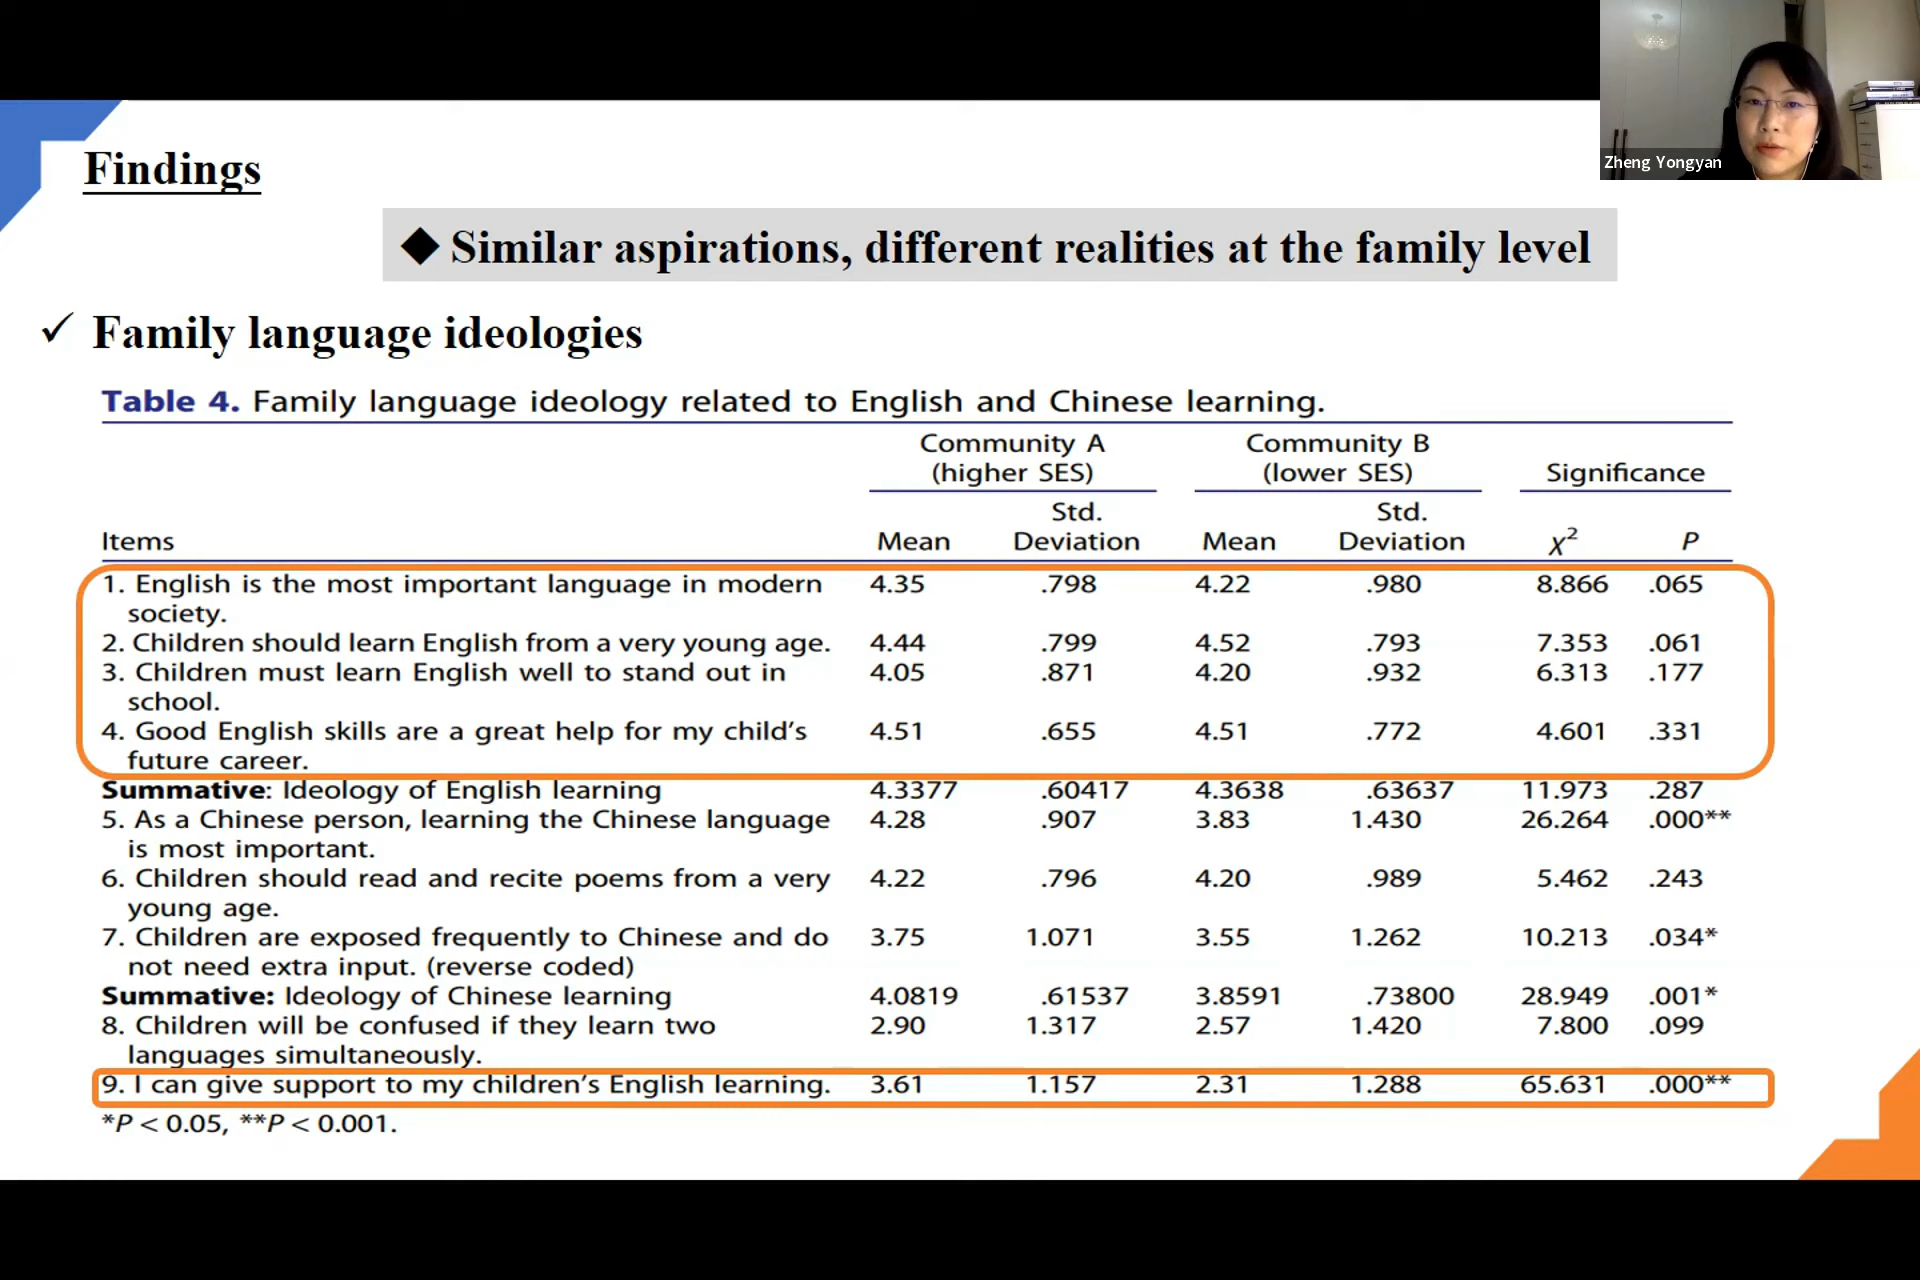 Zheng Yongyan
Findings
◆ Similar aspirations, different realities at the family level
✓ Family language ideologies
Table 4. Family language ideology related to English and Chinese learning.
Community A Community B
(higher SES) (lower SES) Significance
Std. Std.
Items Mean Deviation Mean Deviation χ² P
1. English is the most important language in modern 4.35 .798 4.22 .980 8.866 .065
society.
2. Children should learn English from a very young age. 4.44 .799 4.52 .793 7.353 .061
3. Children must learn English well to stand out in 4.05 .871 4.20 .932 6.313 .177
school.
4. Good English skills are a great help for my child's 4.51 .655 4.51 .772 4.601 .331
future career.
Summative: Ideology of English learning 4.3377 .60417 4.3638 .63637 11.973 .287
5. As a Chinese person, learning the Chinese language 4.28 .907 3.83 1.430 26.264 .000**
is most important.
6. Children should read and recite poems from a very 4.22 .796 4.20 .989 5.462 .243
young age.
7. Children are exposed frequently to Chinese and do 3.75 1.071 3.55 1.262 10.213 .034*
not need extra input. (reverse coded)
Summative: Ideology of Chinese learning 4.0819 .61537 3.8591 .73800 28.949 .001*
8. Children will be confused if they learn two 2.90 1.317 2.57 1.420 7.800 .099
languages simultaneously.
9. I can give support to my children's English learning. 3.61 1.157 2.31 1.288 65.631 .000**
*P < 0.05, **P < 0.001.